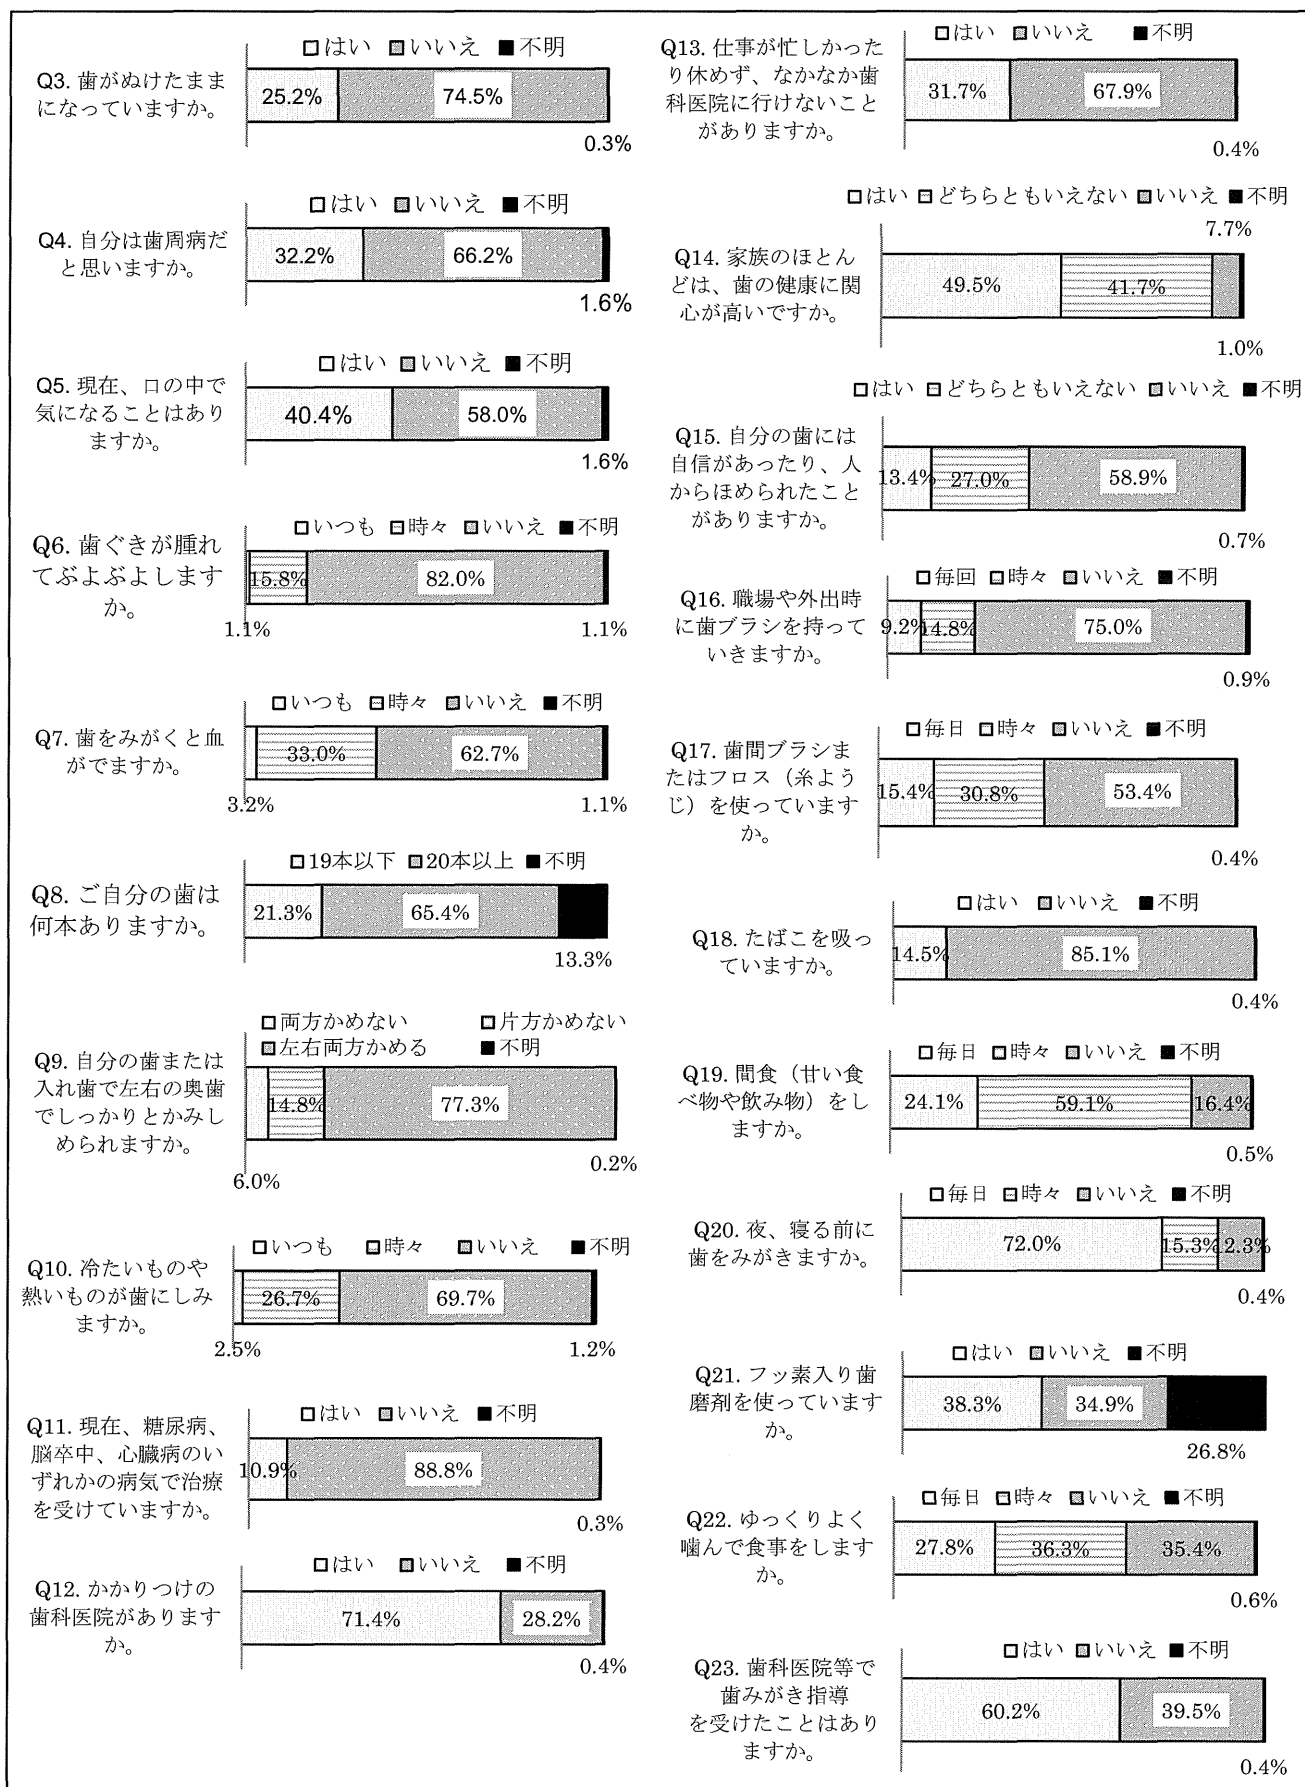 □はい ■いいえ ■不明
Q3. 歯がぬけたまま
になっていますか。
25.2% 74.5%
0.3%
□はい ■いいえ ■不明
Q4. 自分は歯周病だ
と思いますか。
32.2% 66.2%
1.6%
□はい ■いいえ ■不明
Q5. 現在、口の中で
気になることはあり
ますか。
40.4% 58.0%
1.6%
□いつも 時々 ■いいえ ■不明
Q6. 歯ぐきが腫れ
てぶよぶよします
か。
15.8% 82.0%
1.1% 1.1%
□いつも 時々 ■いいえ ■不明
Q7. 歯をみがくと血
がでますか。
33.0% 62.7%
3.2% 1.1%
□19本以下 ■20本以上 ■不明
Q8. ご自分の歯は
何本ありますか。
21.3% 65.4%
13.3%
□両方かめない 片方かめない
■左右両方かめる ■不明
Q9. 自分の歯または
入れ歯で左右の奥歯
でしっかりとかみし
められますか。
14.8% 77.3%
6.0% 0.2%
□いつも 時々 ■いいえ ■不明
Q10. 冷たいものや
熱いものが歯にしみ
ますか。
26.7% 69.7%
2.5% 1.2%
□はい ■いいえ ■不明
Q11. 現在、糖尿病、
脳卒中、心臓病のい
ずれかの病気で治療
を受けていますか。
10.9% 88.8%
0.3%
□はい ■いいえ ■不明
Q12. かかりつけの
歯科医院があります
か。
71.4% 28.2%
0.4%
□はい ■いいえ ■不明
Q13. 仕事が忙しかった
り休めず、なかなか歯
科医院に行けないこと
がありますか。
31.7% 67.9%
0.4%
□はい どちらともいえない ■いいえ ■不明
7.7%
Q14. 家族のほとん
どは、歯の健康に関
心が高いですか。
49.5% 41.7%
1.0%
□はい どちらともいえない ■いいえ ■不明
Q15. 自分の歯には
自信があったり、人
からほめられたこと
がありますか。
13.4% 27.0% 58.9%
0.7%
□毎回 時々 ■いいえ ■不明
Q16. 職場や外出時
に歯ブラシを持って
いきますか。
9.2% 14.8% 75.0%
0.9%
□毎日 時々 ■いいえ ■不明
Q17. 歯間ブラシま
たはフロス（糸よう
じ）を使っています
か。
15.4% 30.8% 53.4%
0.4%
□はい ■いいえ ■不明
Q18. たばこを吸っ
ていますか。
14.5% 85.1%
0.4%
□毎日 時々 ■いいえ ■不明
Q19. 間食（甘い食
べ物や飲み物）をし
ますか。
24.1% 59.1% 16.4%
0.5%
□毎日 時々 ■いいえ ■不明
Q20. 夜、寝る前に
歯をみがきますか。
72.0% 15.3% 12.3%
0.4%
□はい ■いいえ ■不明
Q21. フッ素入り歯
磨剤を使っています
か。
38.3% 34.9%
26.8%
□毎日 時々 ■いいえ ■不明
Q22. ゆっくりよく
噛んで食事をします
か。
27.8% 36.3% 35.4%
0.6%
□はい ■いいえ ■不明
Q23. 歯科医院等で
歯みがき指導
を受けたことはあり
ますか。
60.2% 39.5%
0.4%